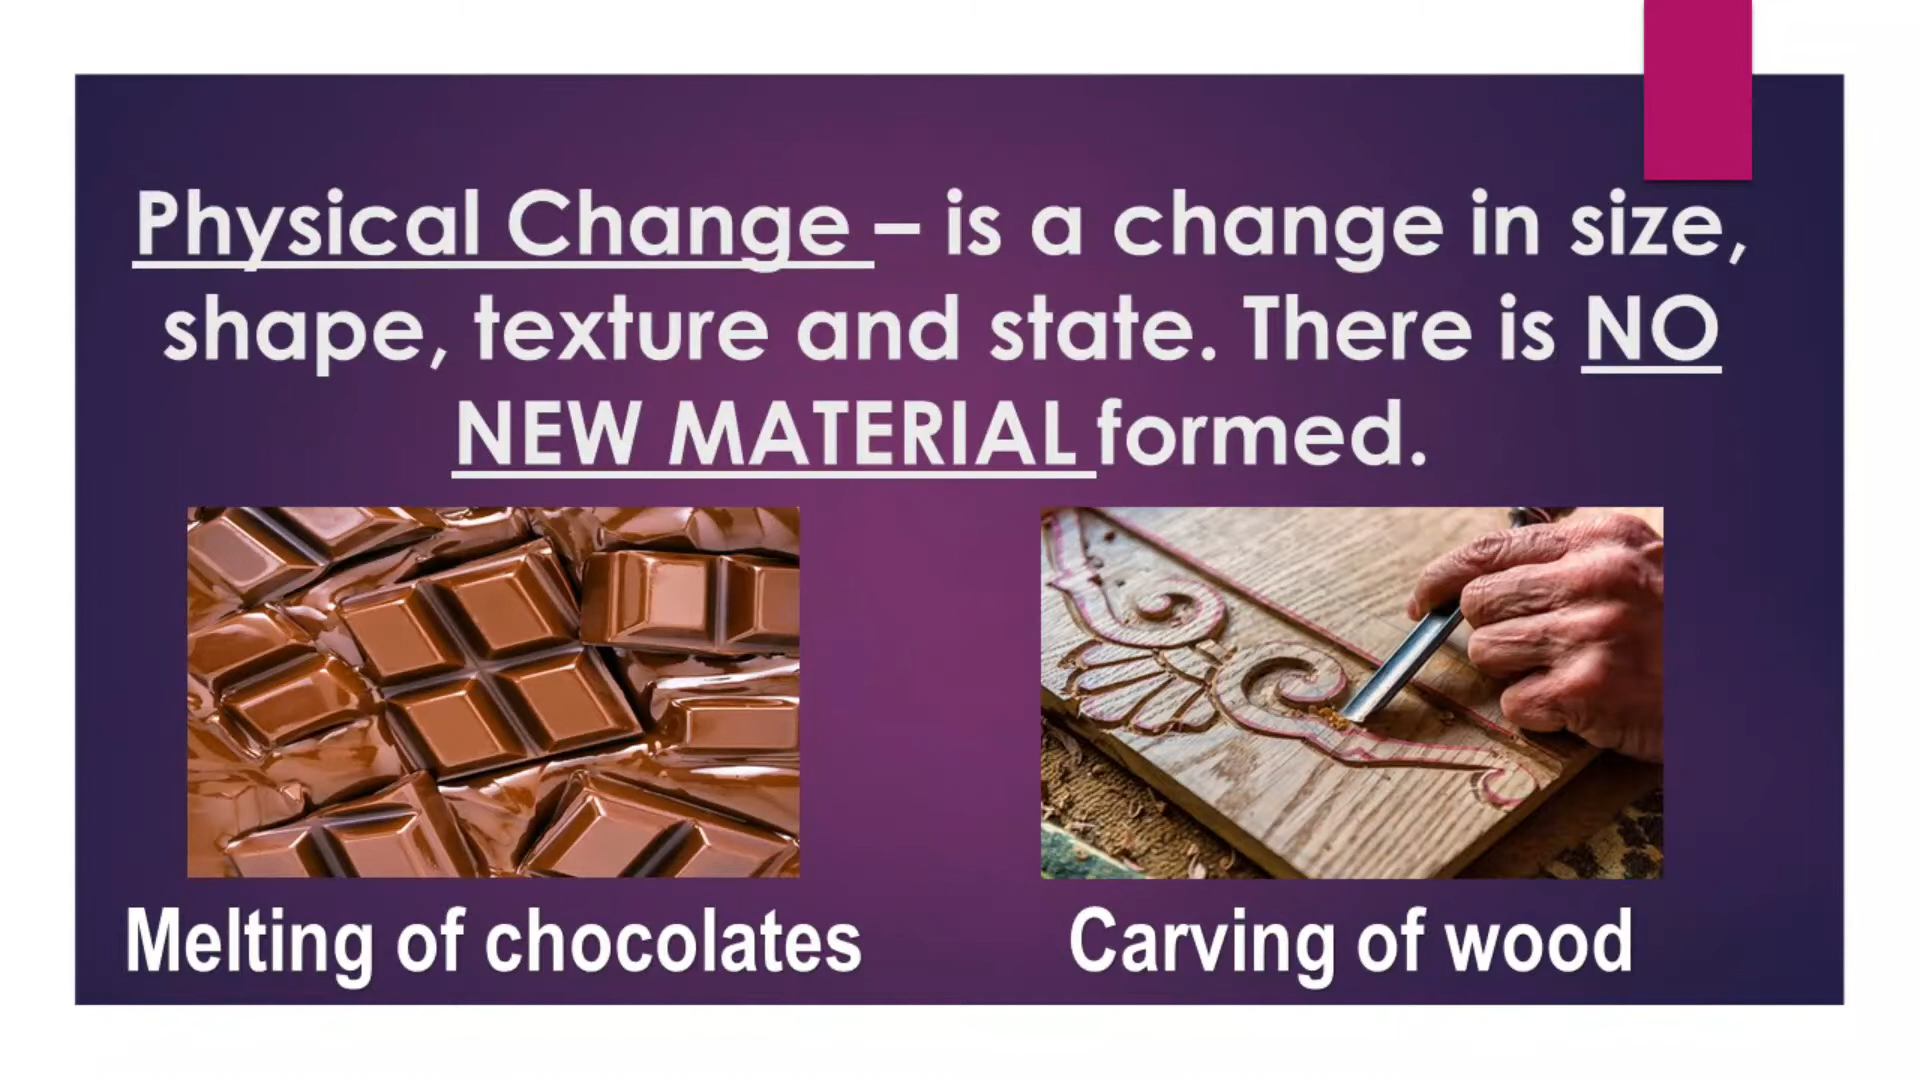 Physical Change – is a change in size,
shape, texture and state. There is NO
NEW MATERIAL formed.
Melting of chocolates
Carving of wood